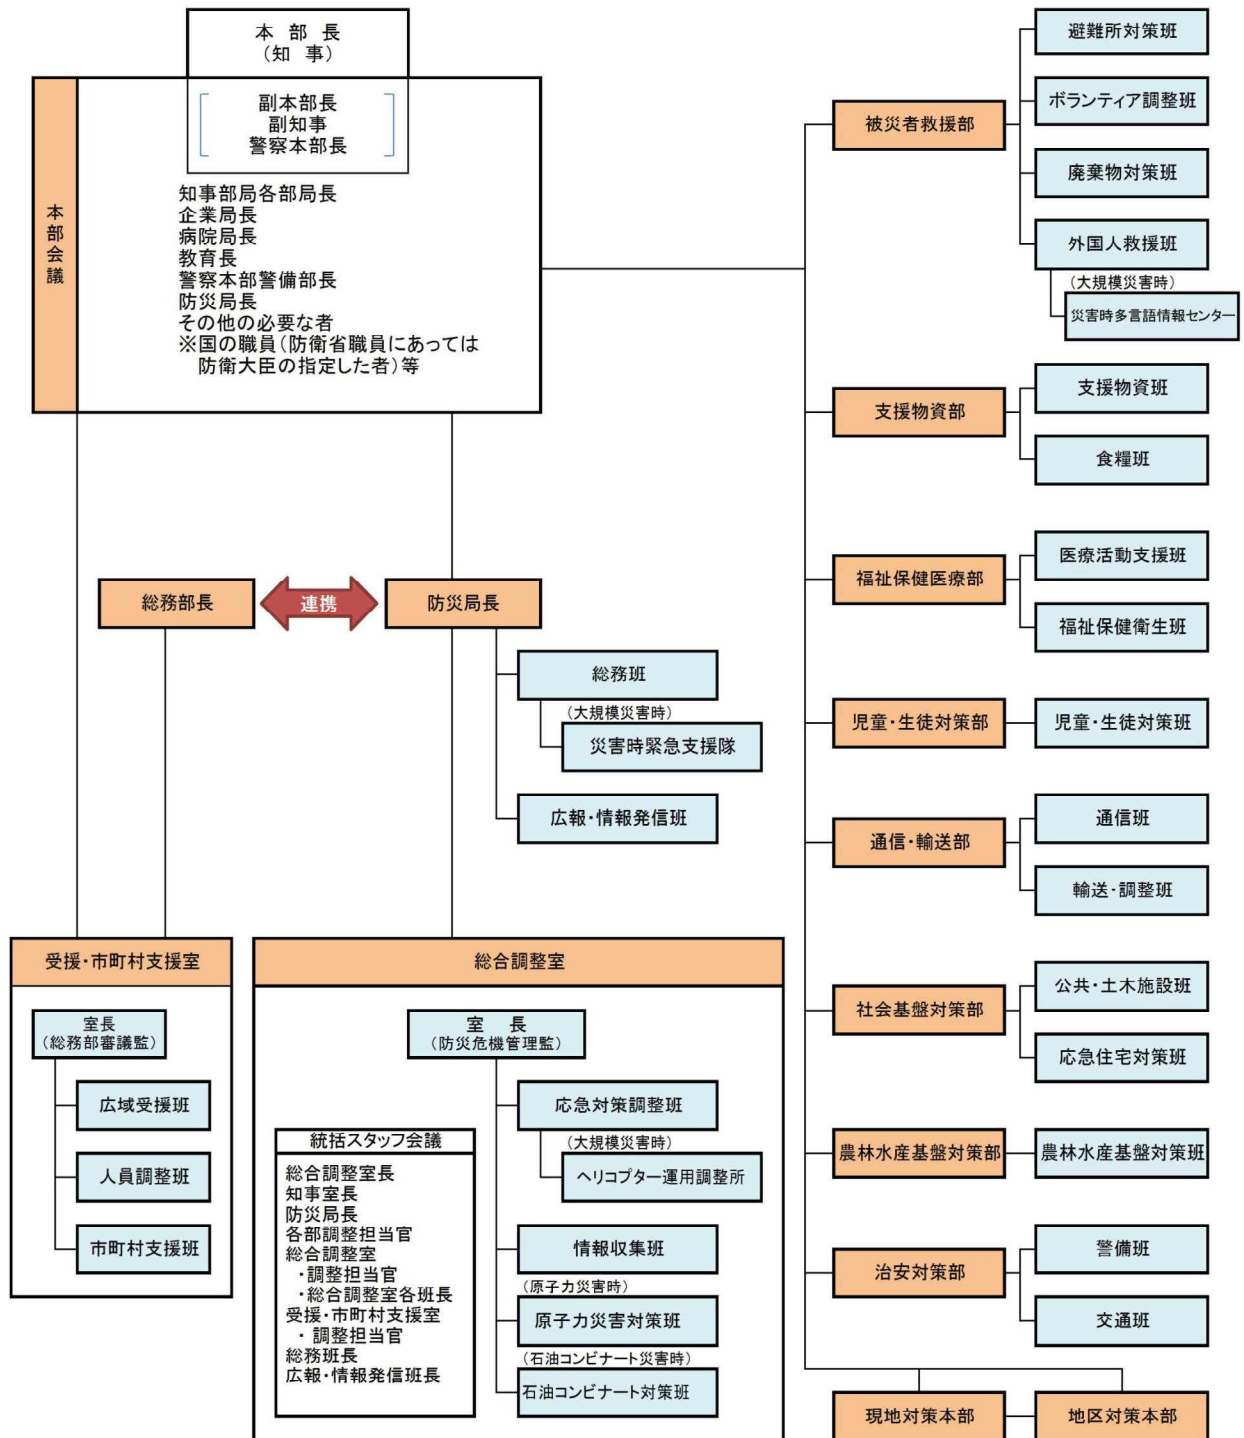 本部長
(知事)
副本部長
副知事
警察本部長
本部会議
知事部局各部局長
企業局長
病院局長
教育長
警察本部警備部長
防災局長
その他の必要な者
※国の職員(防衛省職員にあっては
防衛大臣の指定した者)等
総務部長
連携
防災局長
総務班
(大規模災害時)
災害時緊急支援隊
広報・情報発信班
受援・市町村支援室
室長
(総務部審議監)
広域受援班
人員調整班
市町村支援班
総合調整室
室長
(防災危機管理監)
統括スタッフ会議
総合調整室長
知事室長
防災局長
各部調整担当官
総合調整室
・調整担当官
・総合調整室各班長
受援・市町村支援室
・調整担当官
総務班長
広報・情報発信班長
応急対策調整班
(大規模災害時)
ヘリコプター運用調整所
情報収集班
(原子力災害時)
原子力災害対策班
(石油コンビナート災害時)
石油コンビナート対策班
被災者救援部
避難所対策班
ボランティア調整班
廃棄物対策班
外国人救援班
(大規模災害時)
災害時多言語情報センター
支援物資部
支援物資班
食糧班
福祉保健医療部
医療活動支援班
福祉保健衛生班
児童・生徒対策部
児童・生徒対策班
通信・輸送部
通信班
輸送・調整班
社会基盤対策部
公共・土木施設班
応急住宅対策班
農林水産基盤対策部
農林水産基盤対策班
治安対策部
警備班
交通班
現地対策本部
地区対策本部